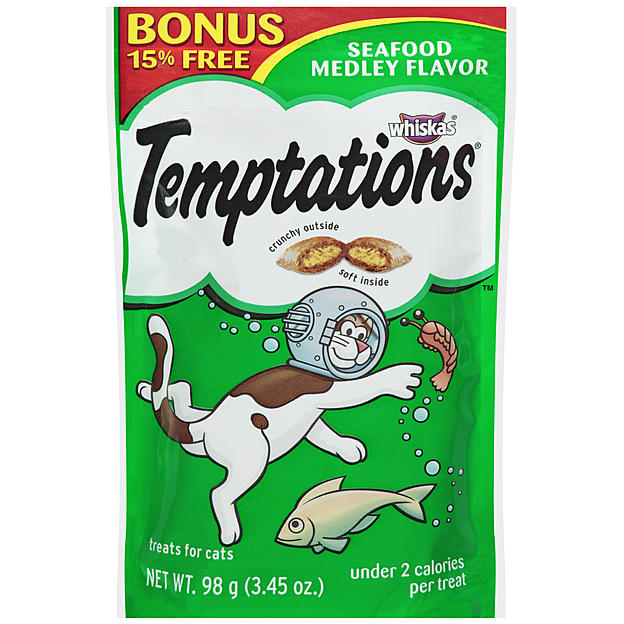 BONUS
15% FREE
SEAFOOD
MEDLEY FLAVOR
whiskas®
Temptations®
crunchy outside
soft inside
™
treats for cats
NET WT. 98 g (3.45 oz.)
under 2 calories
per treat